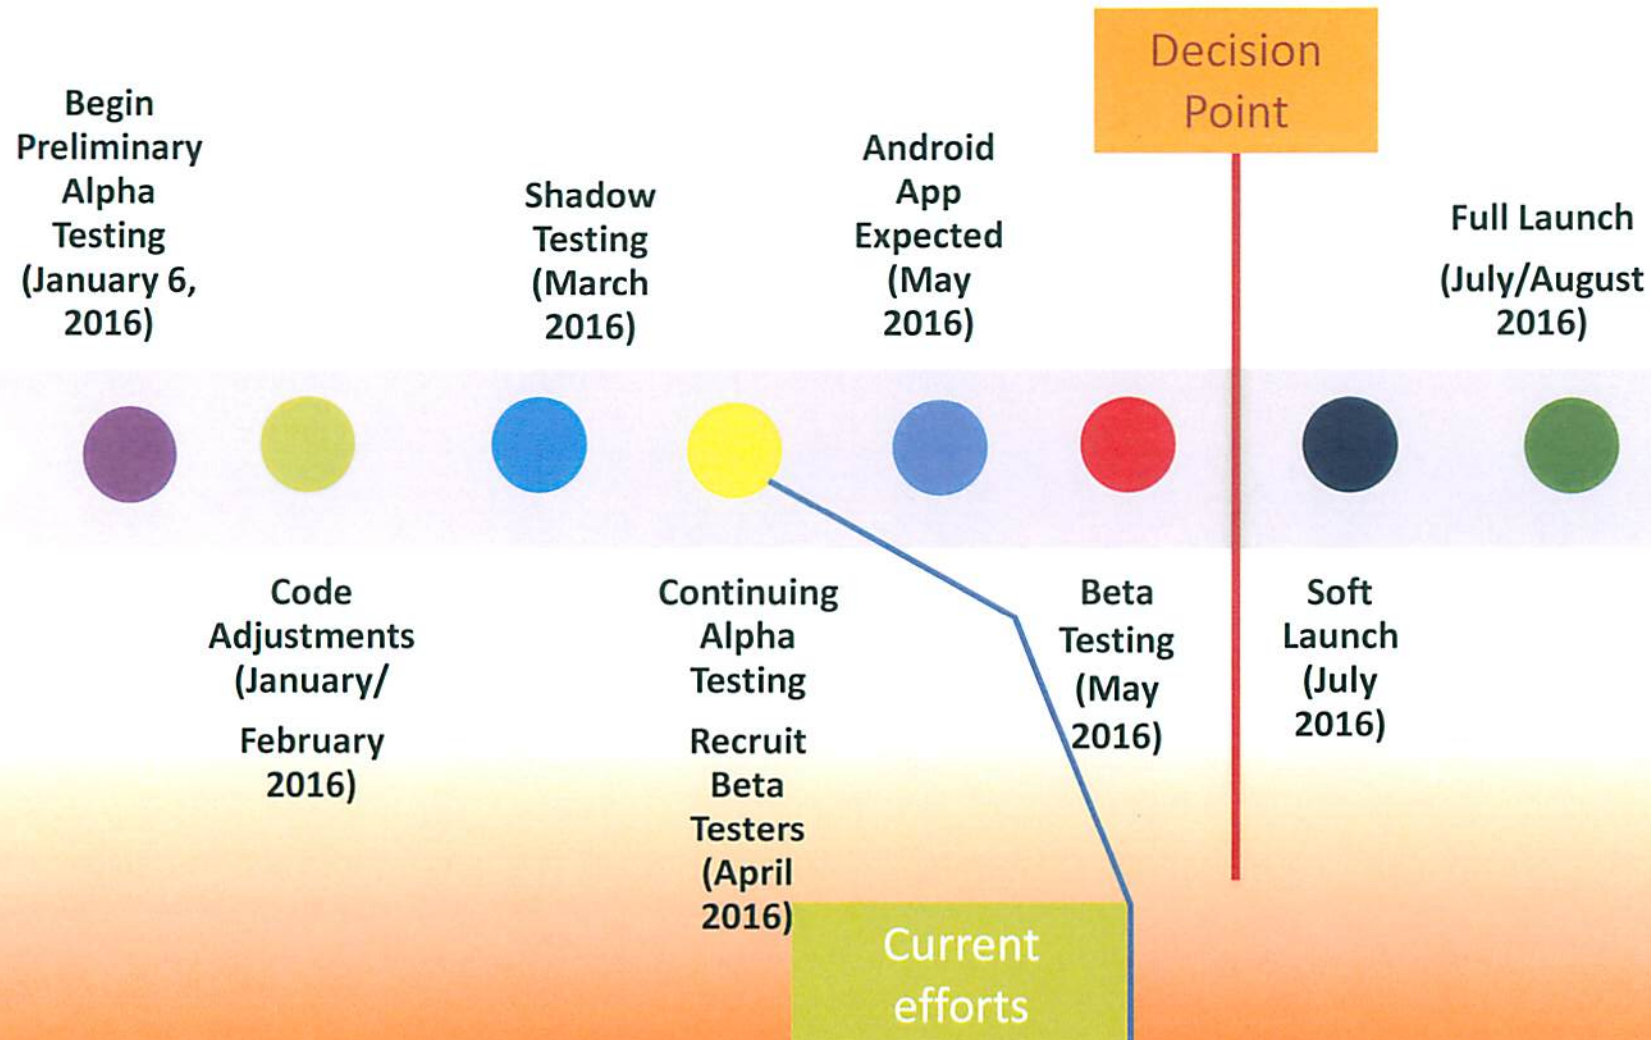 Begin
Preliminary
Alpha
Testing
(January 6,
2016)
Code
Adjustments
(January/
February
2016)
Shadow
Testing
(March
2016)
Continuing
Alpha
Testing
Recruit
Beta
Testers
(April
2016)
Android
App
Expected
(May
2016)
Beta
Testing
(May
2016)
Decision
Point
Soft
Launch
(July
2016)
Full Launch
(July/August
2016)
Current
efforts